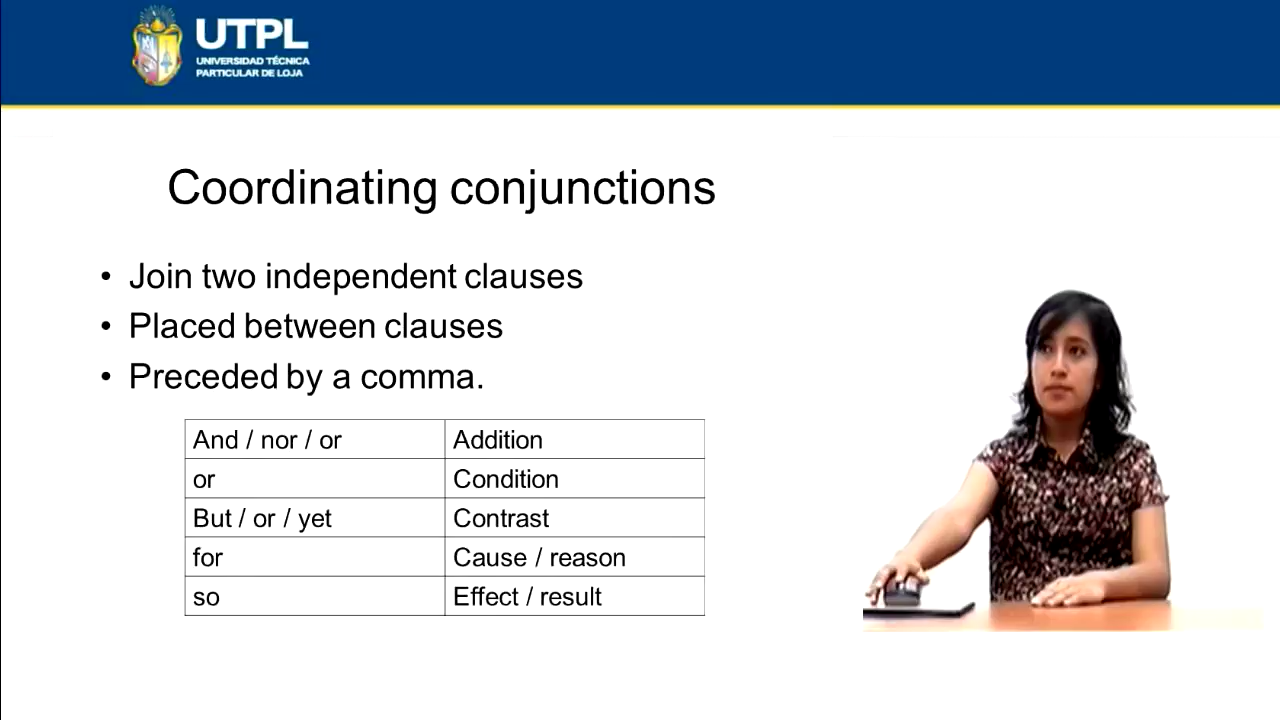 UTPL
UNIVERSIDAD TÉCNICA
PARTICULAR DE LOJA
Coordinating conjunctions
• Join two independent clauses
• Placed between clauses
• Preceded by a comma.
And / nor / or Addition
or Condition
But / or / yet Contrast
for Cause / reason
so Effect / result